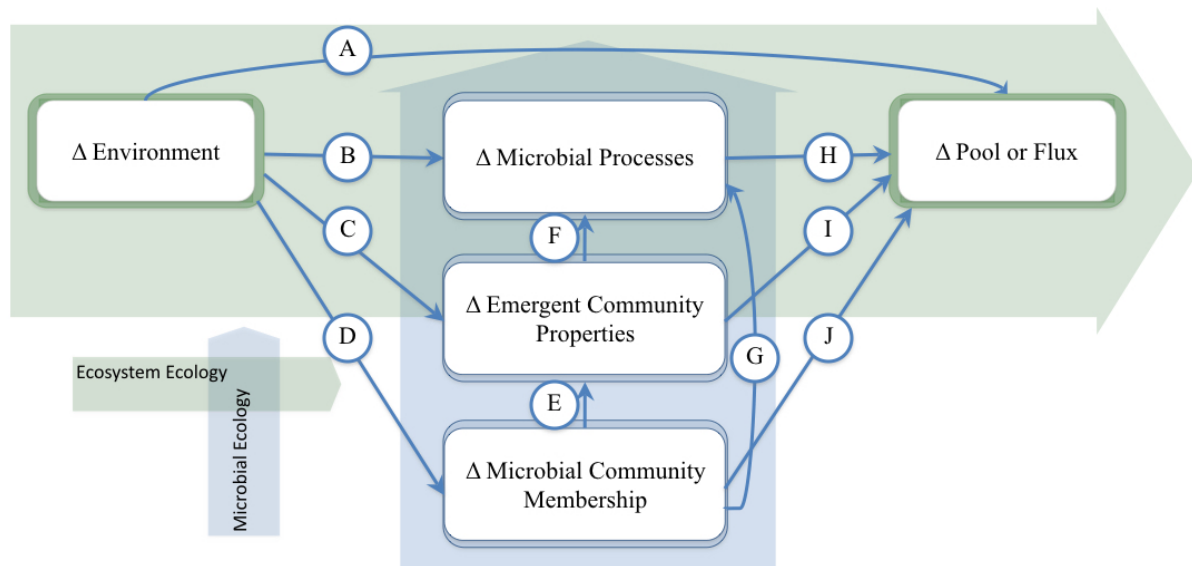 A
Δ Environment
B
Δ Microbial Processes
H
Δ Pool or Flux
C
F
I
Δ Emergent Community
Properties
D
J
G
Ecosystem Ecology
Microbial Ecology
E
Δ Microbial Community
Membership